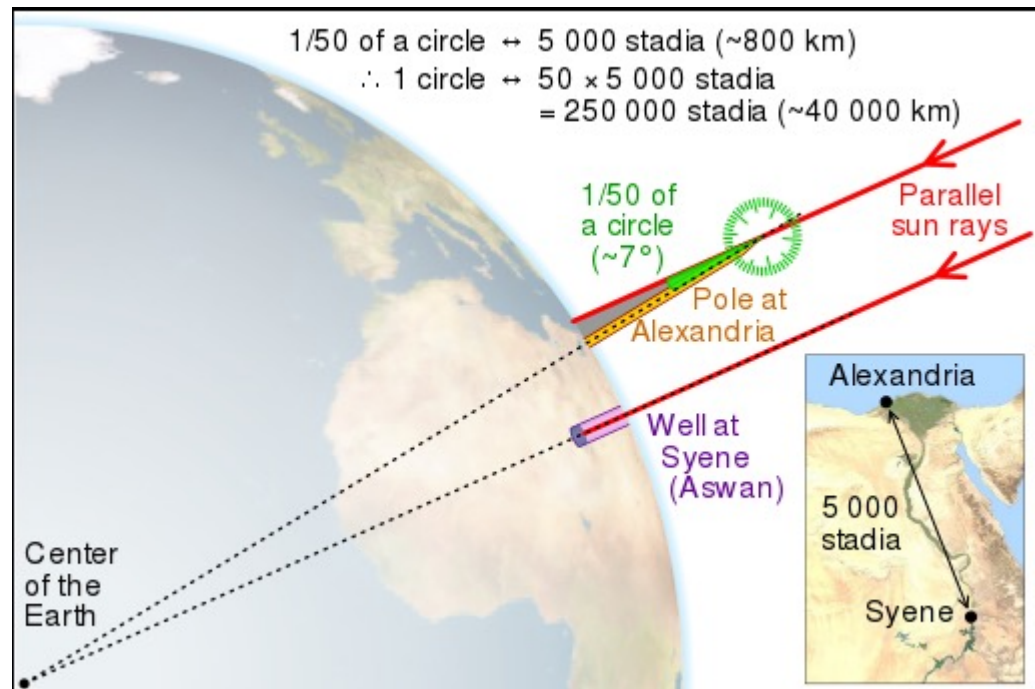 1/50 of a circle ↔ 5 000 stadia (~800 km)
∴ 1 circle ↔ 50 × 5 000 stadia
= 250 000 stadia (~40 000 km)
1/50 of
a circle
(~7°)
Parallel
sun rays
Pole at
Alexandria
Well at
Syene
(Aswan)
Center
of the
Earth
Alexandria
5 000
stadia
Syene